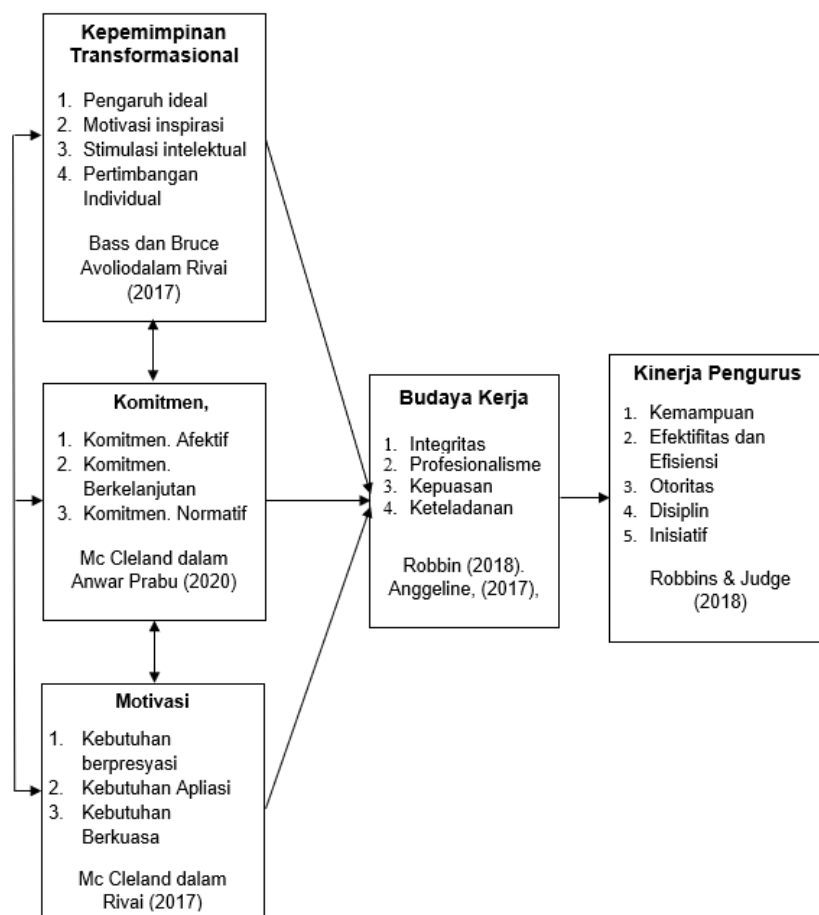 Kepemimpinan
Transformasional
1. Pengaruh ideal
2. Motivasi inspirasi
3. Stimulasi intelektual
4. Pertimbangan
Individual
Bass dan Bruce
Avoliodalam Rivai
(2017)
Komitmen,
1. Komitmen. Afektif
2. Komitmen.
Berkelanjutan
3. Komitmen. Normatif
Mc Cleland dalam
Anwar Prabu (2020)
Motivasi
1. Kebutuhan
berpresyasi
2. Kebutuhan Apliasi
3. Kebutuhan
Berkuasa
Mc Cleland dalam
Rivai (2017)
Budaya Kerja
1. Integritas
2. Profesionalisme
3. Kepuasan
4. Keteladanan
Robbin (2018).
Anggeline, (2017),
Kinerja Pengurus
1. Kemampuan
2. Efektifitas dan
Efisiensi
3. Otoritas
4. Disiplin
5. Inisiatif
Robbins & Judge
(2018)